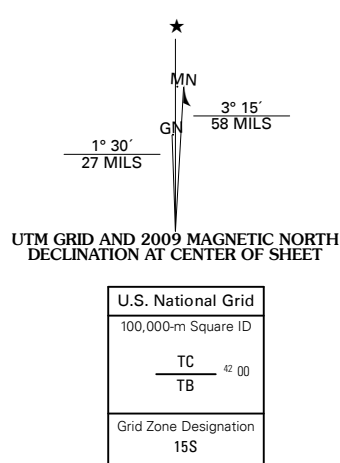 ★
MN
GN
3° 15´
58 MILS
1° 30´
27 MILS
UTM GRID AND 2009 MAGNETIC NORTH
DECLINATION AT CENTER OF SHEET
U.S. National Grid
100,000-m Square ID
TC
42 00
TB
Grid Zone Designation
15S